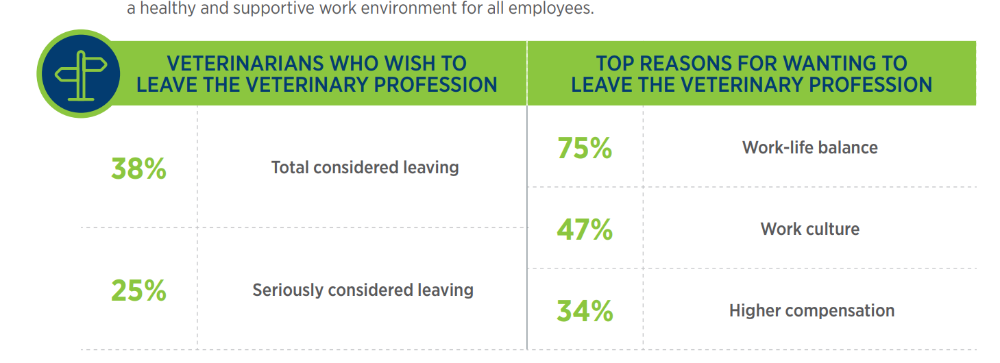 a healthy and supportive work environment for all employees.
VETERINARIANS WHO WISH TO
LEAVE THE VETERINARY PROFESSION
38%
Total considered leaving
25%
Seriously considered leaving
TOP REASONS FOR WANTING TO
LEAVE THE VETERINARY PROFESSION
75%
Work-life balance
47%
Work culture
34%
Higher compensation